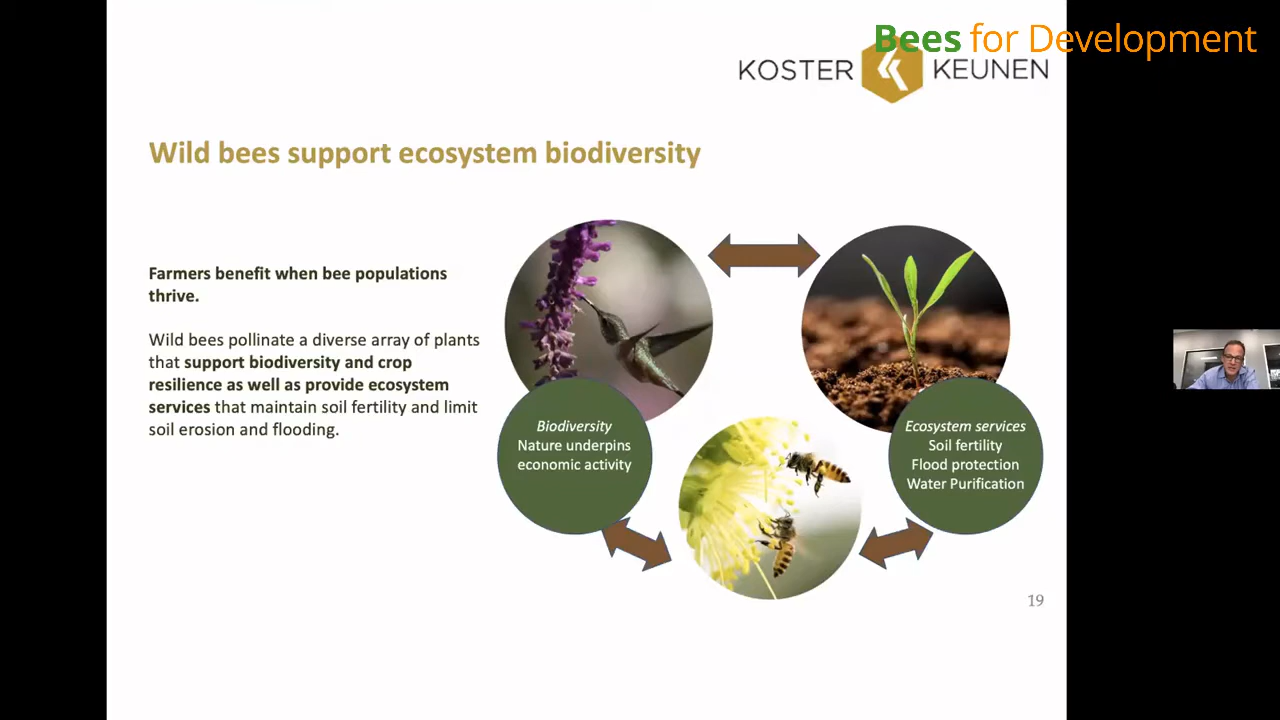 Bees for Development
KOSTER KEUNEN
Wild bees support ecosystem biodiversity
Farmers benefit when bee populations
thrive.
Wild bees pollinate a diverse array of plants
that support biodiversity and crop
resilience as well as provide ecosystem
services that maintain soil fertility and limit
soil erosion and flooding.
Biodiversity
Nature underpins
economic activity
Ecosystem services
Soil fertility
Flood protection
Water Purification
19